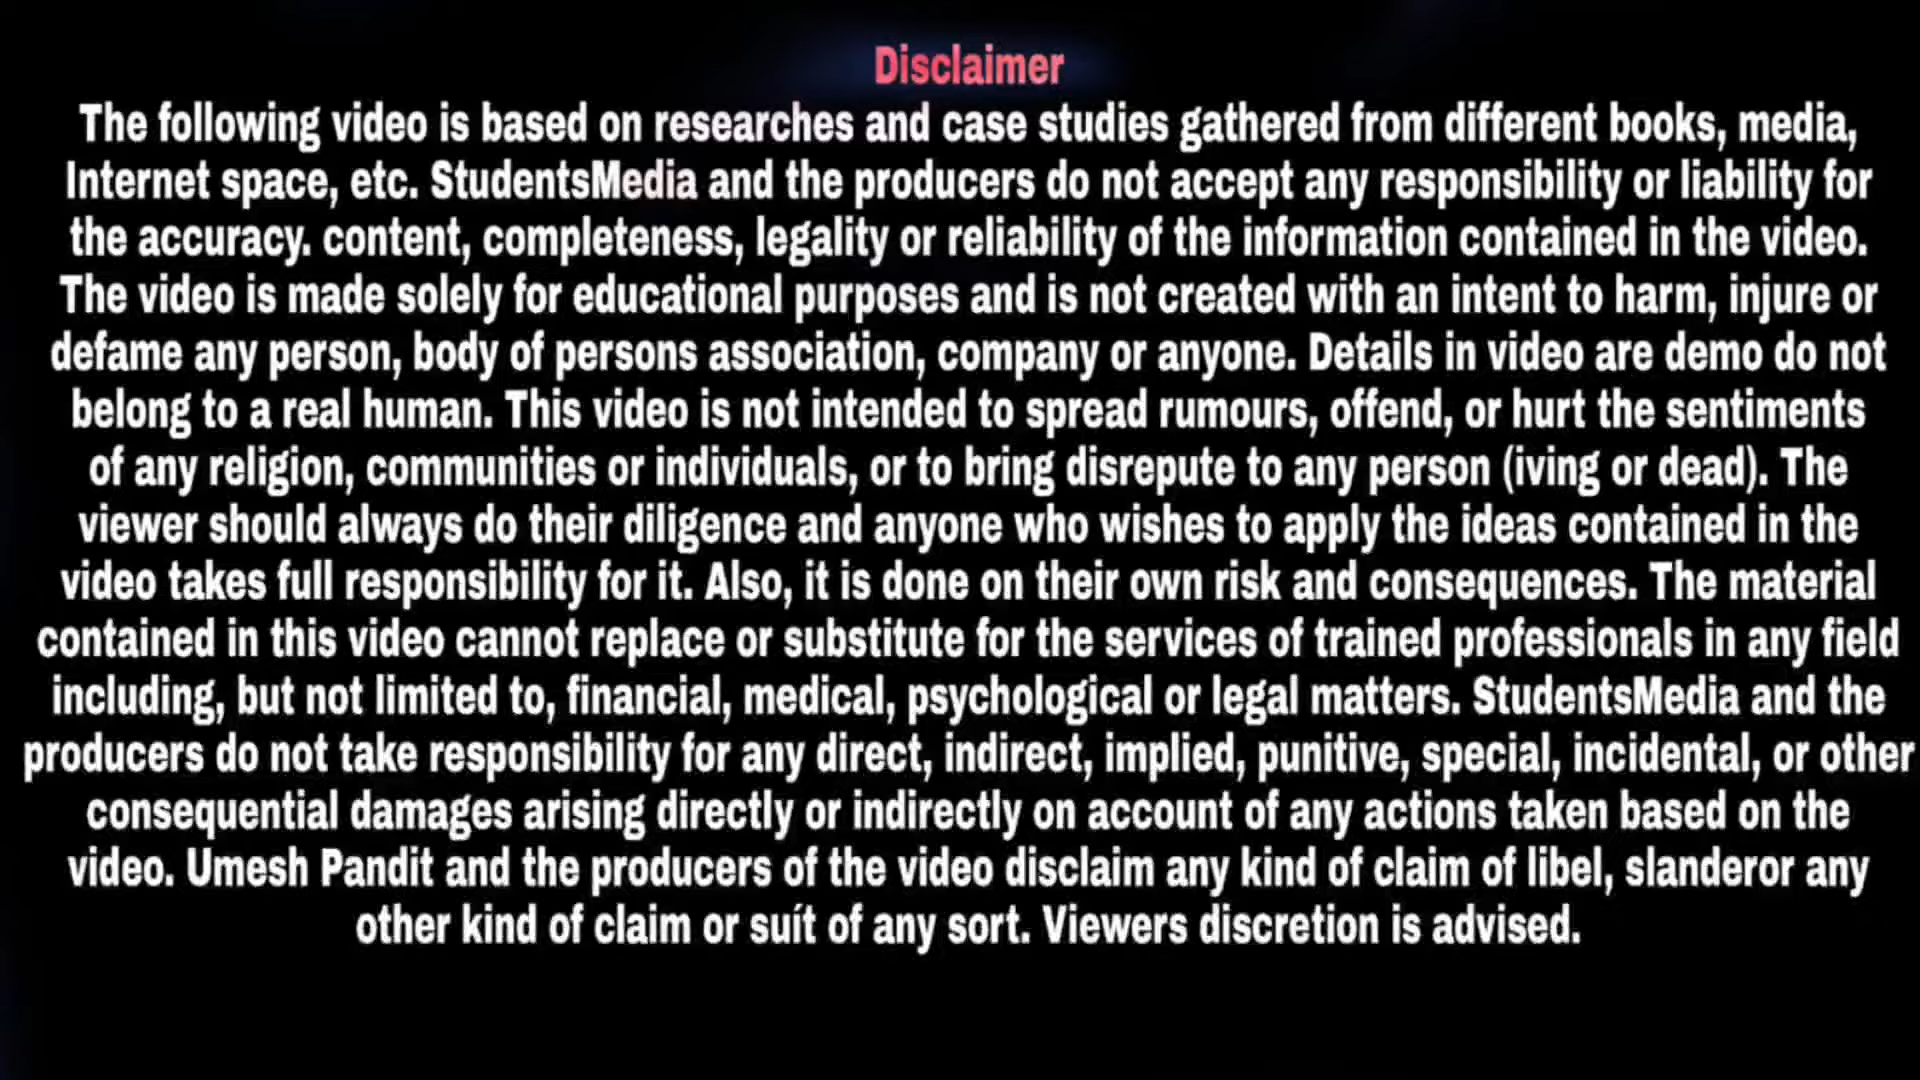 Disclaimer
The following video is based on researches and case studies gathered from different books, media,
Internet space, etc. StudentsMedia and the producers do not accept any responsibility or liability for
the accuracy. content, completeness, legality or reliability of the information contained in the video.
The video is made solely for educational purposes and is not created with an intent to harm, injure or
defame any person, body of persons association, company or anyone. Details in video are demo do not
belong to a real human. This video is not intended to spread rumours, offend, or hurt the sentiments
of any religion, communities or individuals, or to bring disrepute to any person (iving or dead). The
viewer should always do their diligence and anyone who wishes to apply the ideas contained in the
video takes full responsibility for it. Also, it is done on their own risk and consequences. The material
contained in this video cannot replace or substitute for the services of trained professionals in any field
including, but not limited to, financial, medical, psychological or legal matters. StudentsMedia and the
producers do not take responsibility for any direct, indirect, implied, punitive, special, incidental, or other
consequential damages arising directly or indirectly on account of any actions taken based on the
video. Umesh Pandit and the producers of the video disclaim any kind of claim of libel, slanderor any
other kind of claim or suít of any sort. Viewers discretion is advised.